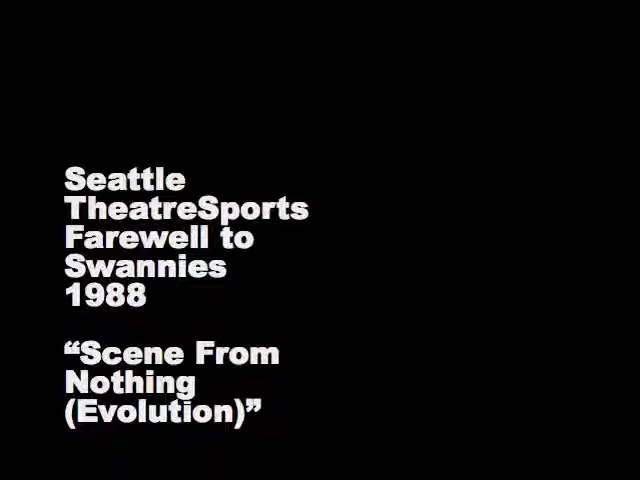 Seattle
TheatreSports
Farewell to
Swannies
1988
“Scene From
Nothing
(Evolution)”